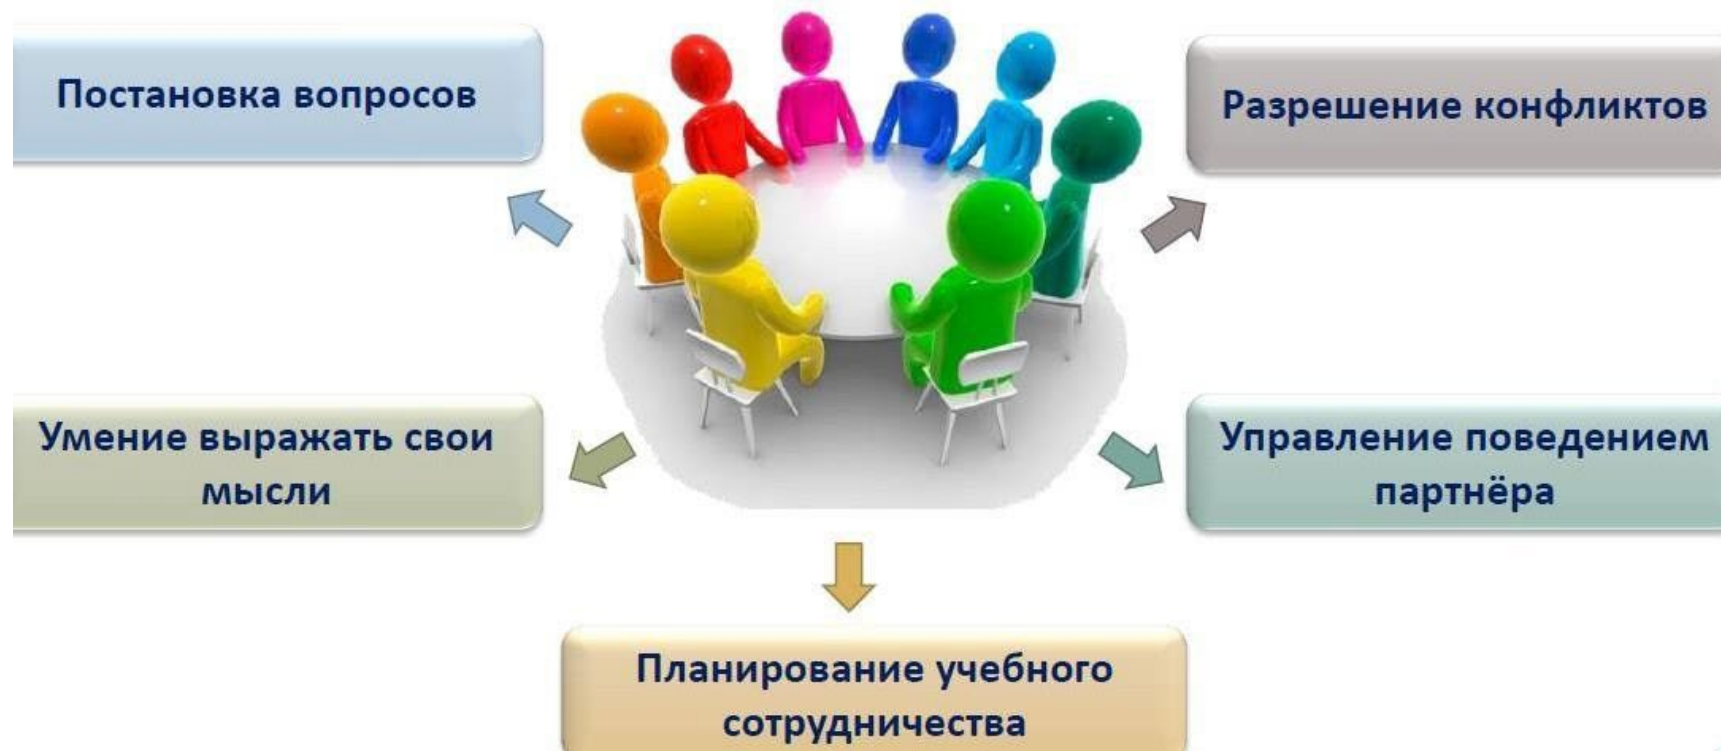 Постановка вопросов
Разрешение конфликтов
Умение выражать свои
мысли
Управление поведением
партнёра
Планирование учебного
сотрудничества